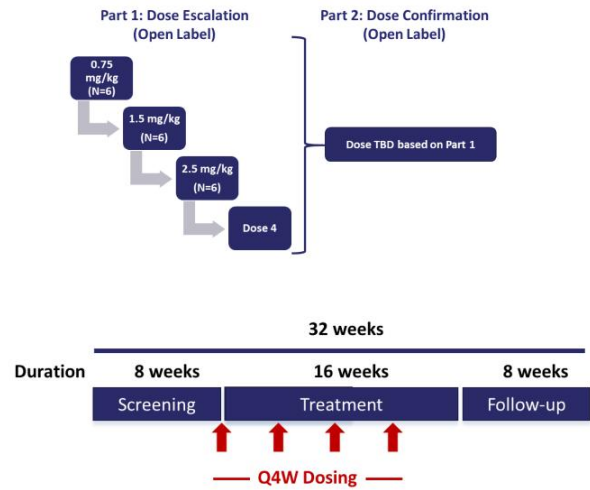 Part 1: Dose Escalation
(Open Label)
Part 2: Dose Confirmation
(Open Label)
0.75
mg/kg
(N=6)
1.5 mg/kg
(N=6)
2.5 mg/kg
(N=6)
Dose 4
Dose TBD based on Part 1
32 weeks
Duration
8 weeks
16 weeks
8 weeks
Screening
Treatment
Follow-up
Q4W Dosing